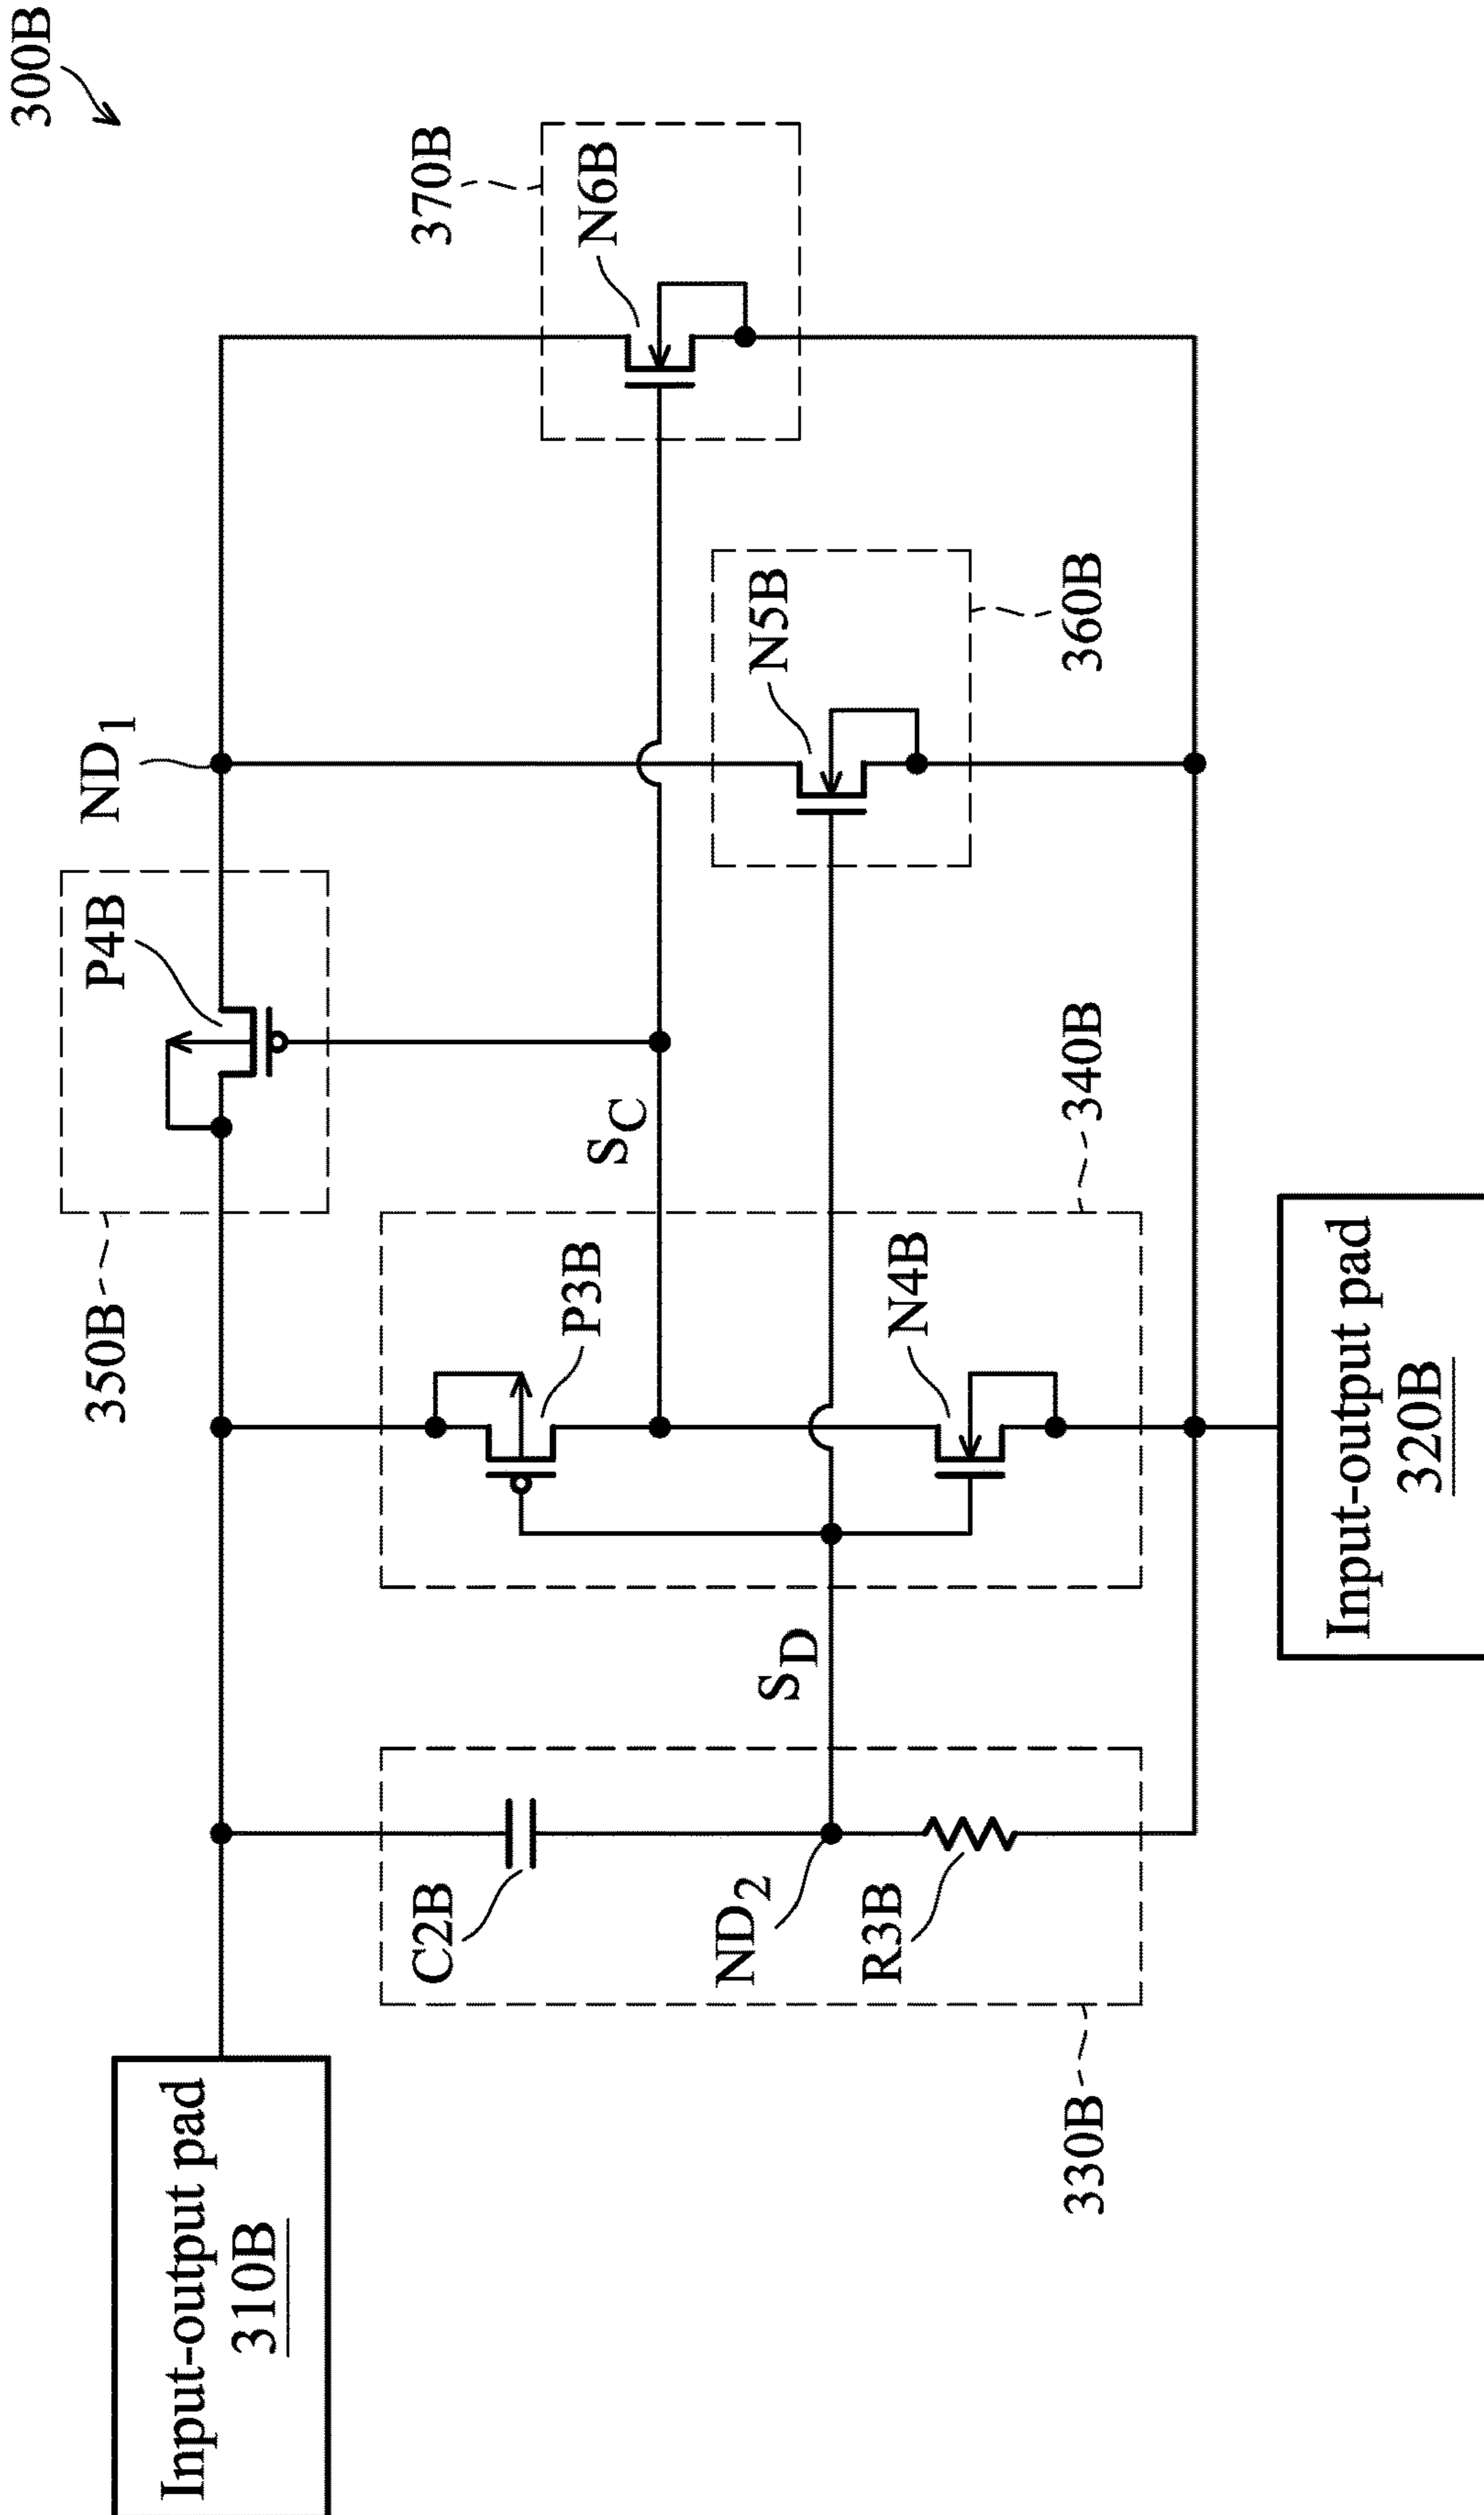 300B
Input-output pad
310B
350B
P4B
ND1
370B
N6B
C2B
ND2
R3B
330B
SD
P3B
N4B
340B
SC
N5B
360B
Input-output pad
320B